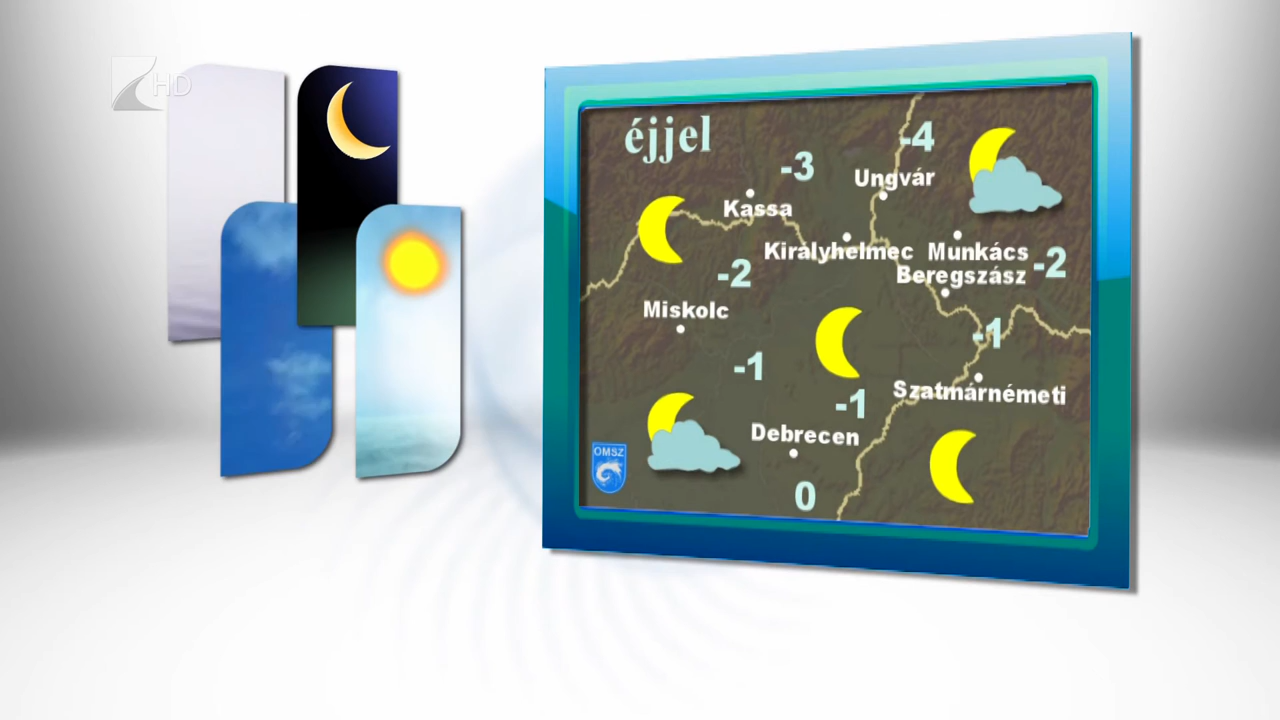 HD
éjjel
-4
-3
Ungvár
Kassa
Királyhelmec
Munkács
-2
Beregszász
-2
Miskolc
-1
-1
Szatmárnémeti
-1
Debrecen
OMSZ
0